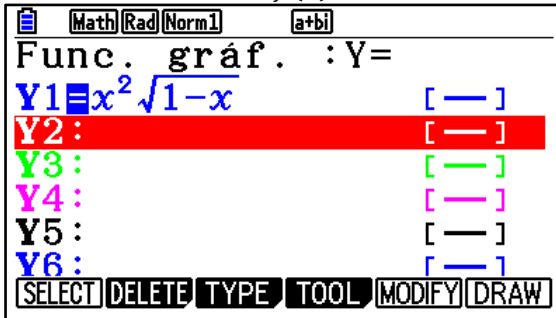 Math Rad Norm1 a+bi
Func. gráf. :Y=
Y1=x²√1-x [—]
Y2: [—]
Y3: [—]
Y4: [—]
Y5: [—]
Y6: [—]
SELECT DELETE TYPE TOOL MODIFY DRAW